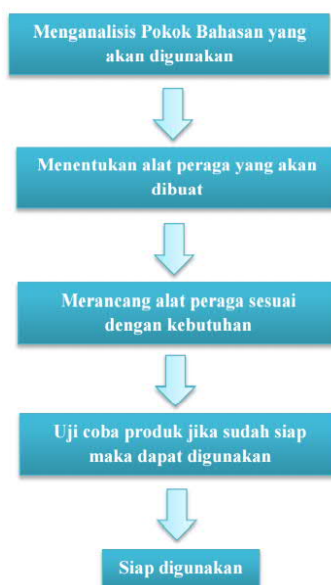 Menganalisis Pokok Bahasan yang
akan digunakan
Menentukan alat peraga yang akan
dibuat
Merancang alat peraga sesuai
dengan kebutuhan
Uji coba produk jika sudah siap
maka dapat digunakan
Siap digunakan